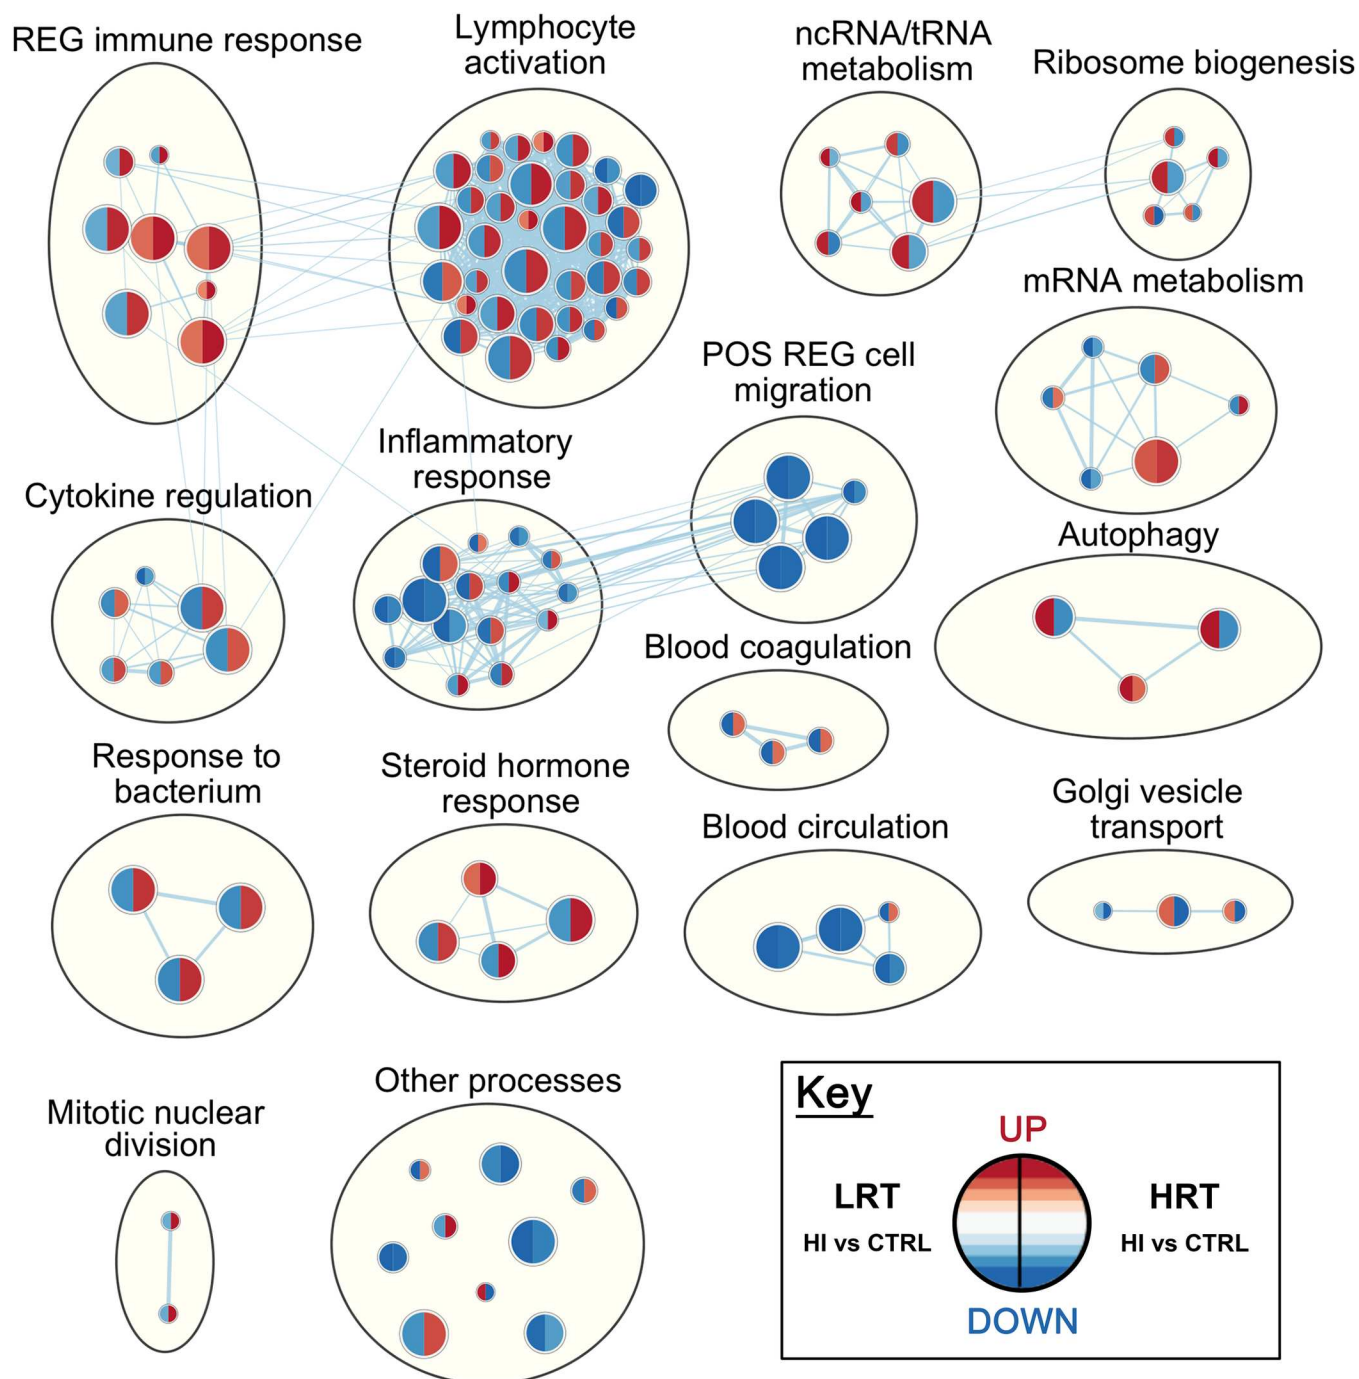 REG immune response
Lymphocyte
activation
ncRNA/tRNA
metabolism
Ribosome biogenesis
mRNA metabolism
POS REG cell
migration
Inflammatory
response
Cytokine regulation
Autophagy
Blood coagulation
Response to
bacterium
Steroid hormone
response
Blood circulation
Golgi vesicle
transport
Mitotic nuclear
division
Other processes
Key
UP
LRT
HI vs CTRL
HRT
HI vs CTRL
DOWN